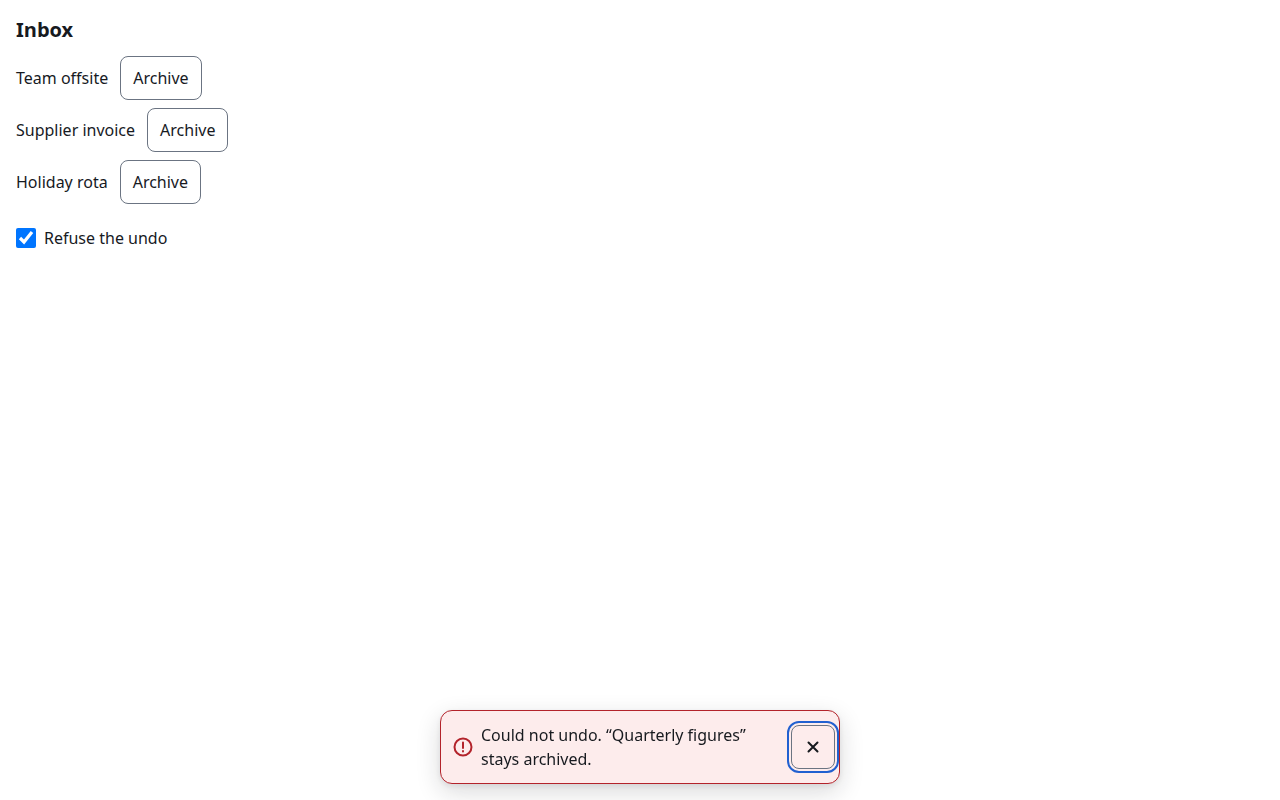 Inbox
Team offsite Archive
Supplier invoice Archive
Holiday rota Archive
Refuse the undo
Could not undo. “Quarterly figures”
stays archived.